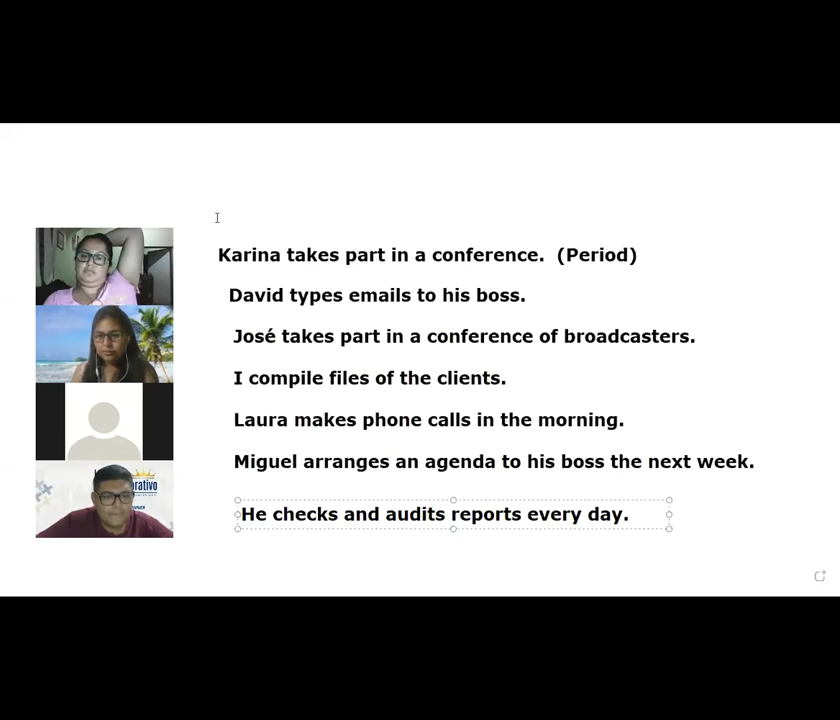 Karina takes part in a conference.  (Period)
David types emails to his boss.
José takes part in a conference of broadcasters.
I compile files of the clients.
Laura makes phone calls in the morning.
Miguel arranges an agenda to his boss the next week.
He checks and audits reports every day.